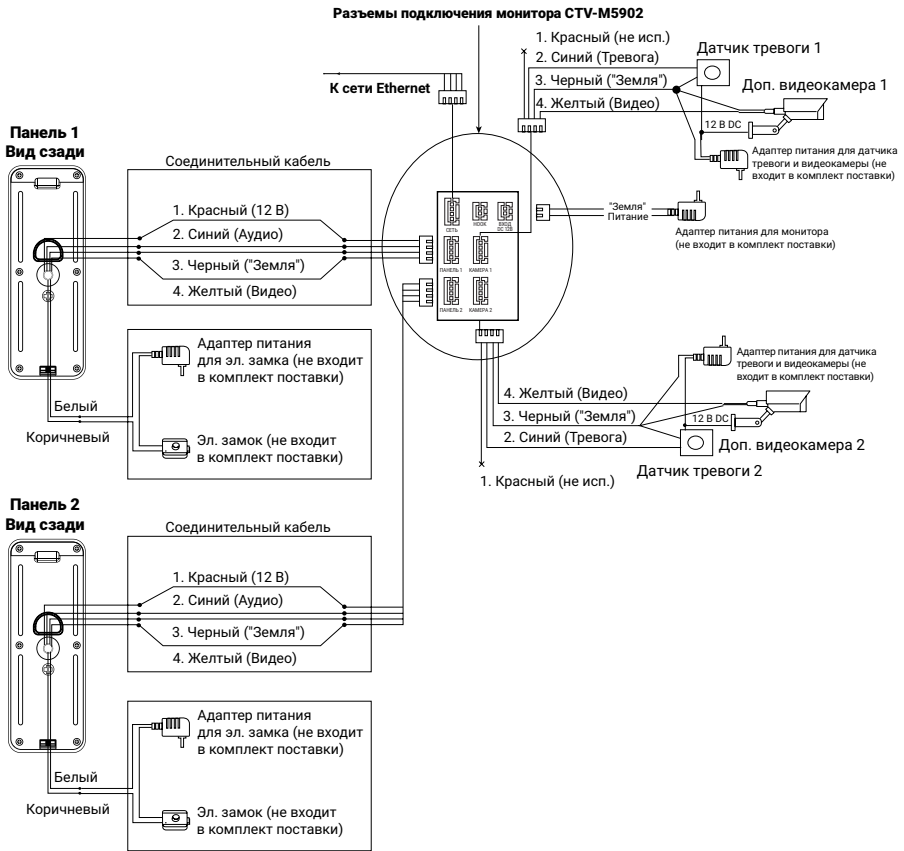 Разъемы подключения монитора CTV-M5902
1. Красный (не исп.)
2. Синий (Тревога)
3. Черный ("Земля")
4. Желтый (Видео)
Датчик тревоги 1
Доп. видеокамера 1
12 В DC
Адаптер питания для датчика
тревоги и видеокамеры (не
входит в комплект поставки)
К сети Ethernet
"Земля"
Питание
Адаптер питания для монитора
(не входит в комплект поставки)
СЕТЬ
HOOK
ВХОД
DC 12В
ПАНЕЛЬ 1
КАМЕРА 1
ПАНЕЛЬ 2
КАМЕРА 2
Панель 1
Вид сзади
Соединительный кабель
1. Красный (12 В)
2. Синий (Аудио)
3. Черный ("Земля")
4. Желтый (Видео)
Адаптер питания
для эл. замка (не входит
в комплект поставки)
Белый
Коричневый
Эл. замок (не входит
в комплект поставки)
Адаптер питания для датчика
тревоги и видеокамеры (не
входит в комплект поставки)
4. Желтый (Видео)
3. Черный ("Земля")
2. Синий (Тревога)
1. Красный (не исп.)
12 В DC
Доп. видеокамера 2
Датчик тревоги 2
Панель 2
Вид сзади
Соединительный кабель
1. Красный (12 В)
2. Синий (Аудио)
3. Черный ("Земля")
4. Желтый (Видео)
Адаптер питания
для эл. замка (не входит
в комплект поставки)
Белый
Коричневый
Эл. замок (не входит
в комплект поставки)